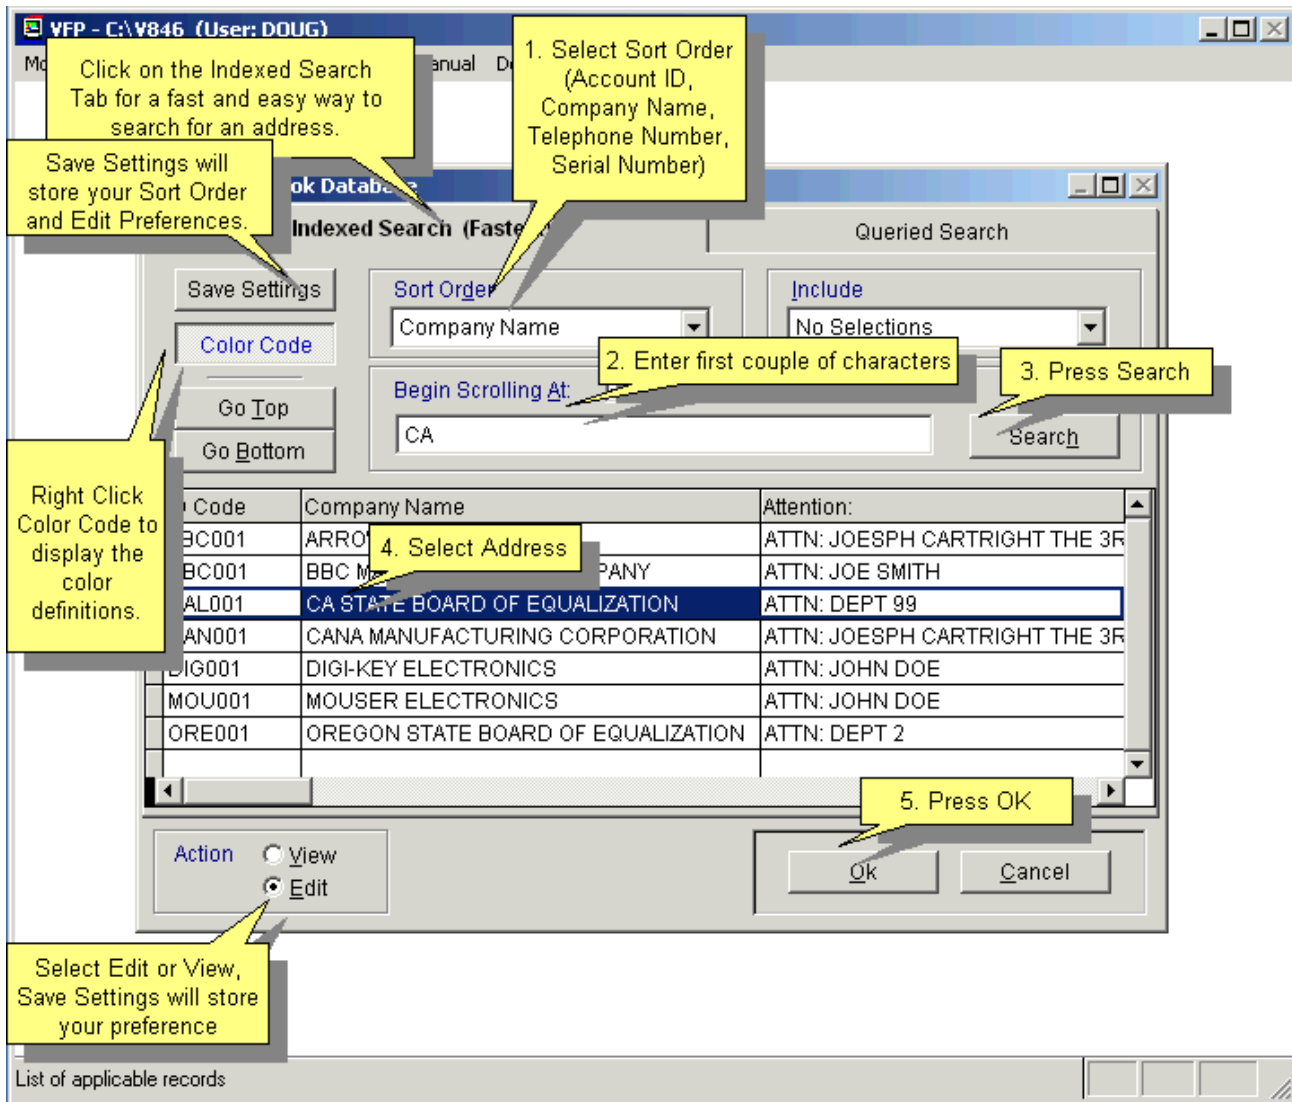 VFP - C:\V846 (User: DOUG)
Click on the Indexed Search
Tab for a fast and easy way to
search for an address.
1. Select Sort Order
(Account ID,
Company Name,
Telephone Number,
Serial Number)
Save Settings will
store your Sort Order
and Edit Preferences.
Indexed Search
Queried Search
Save Settings
Sort Order
Include
Company Name
No Selections
Color Code
2. Enter first couple of characters
3. Press Search
Begin Scrolling At:
Go Top
CA
Search
Go Bottom
Right Click
Color Code to
display the
color
definitions.
Code Company Name Attention:
ATTN: JOESPH CARTRIGHT THE 3R
4. Select Address
BBC ATTN: JOE SMITH
CA STATE BOARD OF EQUALIZATION ATTN: DEPT 99
CANA MANUFACTURING CORPORATION ATTN: JOESPH CARTRIGHT THE 3R
DIG001 DIGI-KEY ELECTRONICS ATTN: JOHN DOE
MOU001 MOUSER ELECTRONICS ATTN: JOHN DOE
ORE001 OREGON STATE BOARD OF EQUALIZATION ATTN: DEPT 2
5. Press OK
Action View
Edit
Ok Cancel
Select Edit or View,
Save Settings will store
your preference
List of applicable records